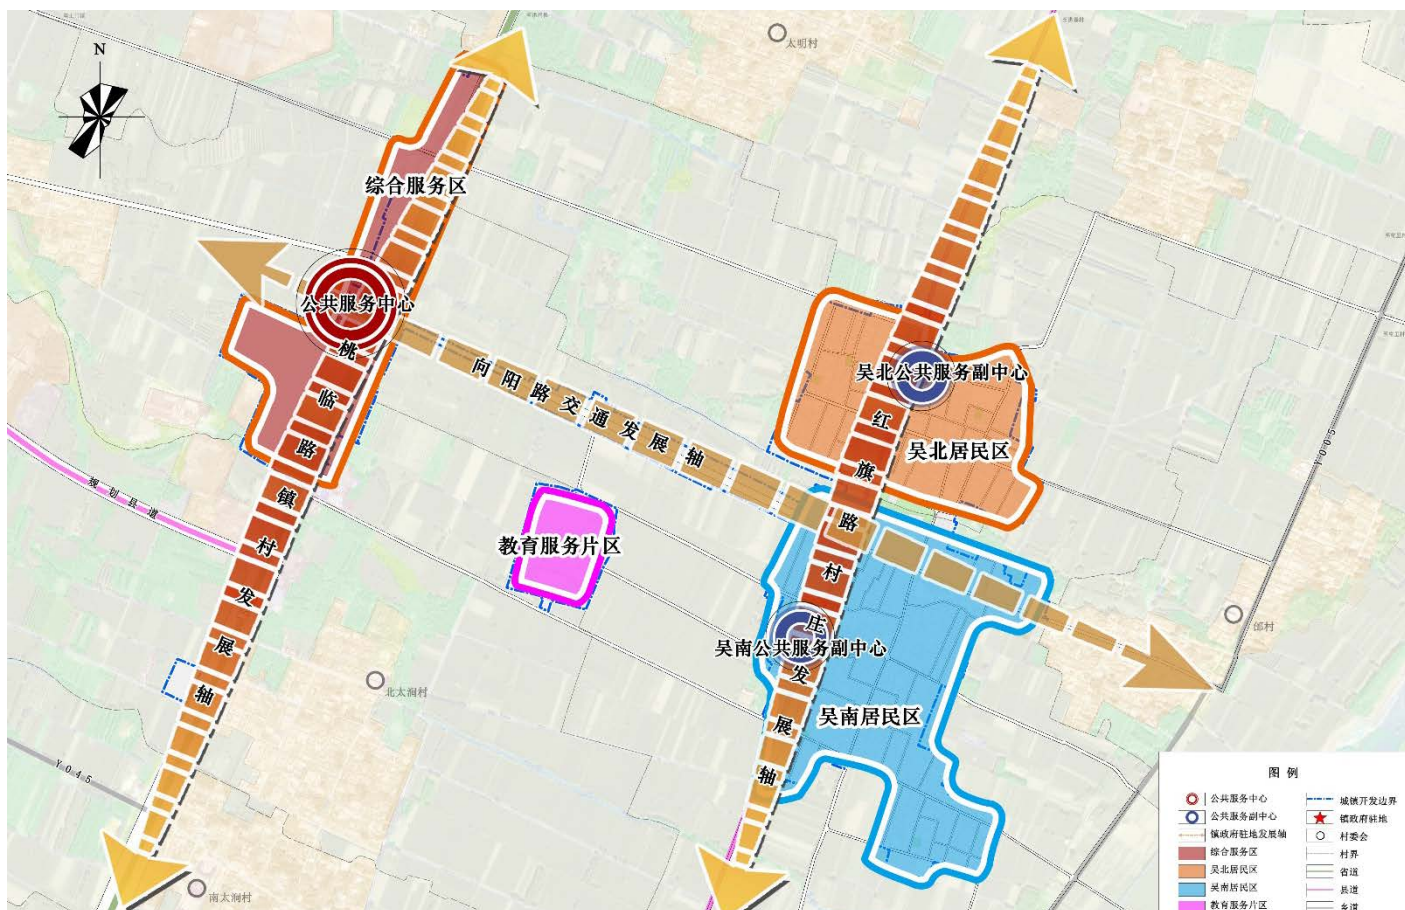 N
太明村
综合服务区
公共服务中心
桃临路镇村发展轴
向阳路交通发展轴
吴北公共服务副中心
红旗路村庄发展轴
吴北居民区
Y005
规划县道
教育服务片区
吴南公共服务副中心
邰村
北太涧村
吴南居民区
Y045
南太涧村
图例
公共服务中心
城镇开发边界
公共服务副中心
镇政府驻地
镇政府驻地发展轴
村委会
综合服务区
村界
吴北居民区
省道
吴南居民区
县道
教育服务片区
乡道